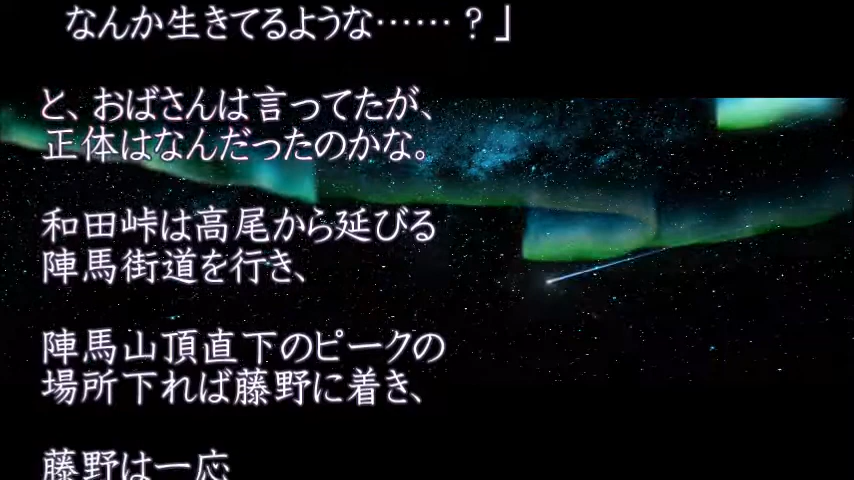 なんか生きてるような……？」
と、おばさんは言ってたが、
正体はなんだったのかな。
和田峠は高尾から延びる
陣馬街道を行き、
陣馬山頂直下のピークの
場所下れば藤野に着き、
藤野は一応